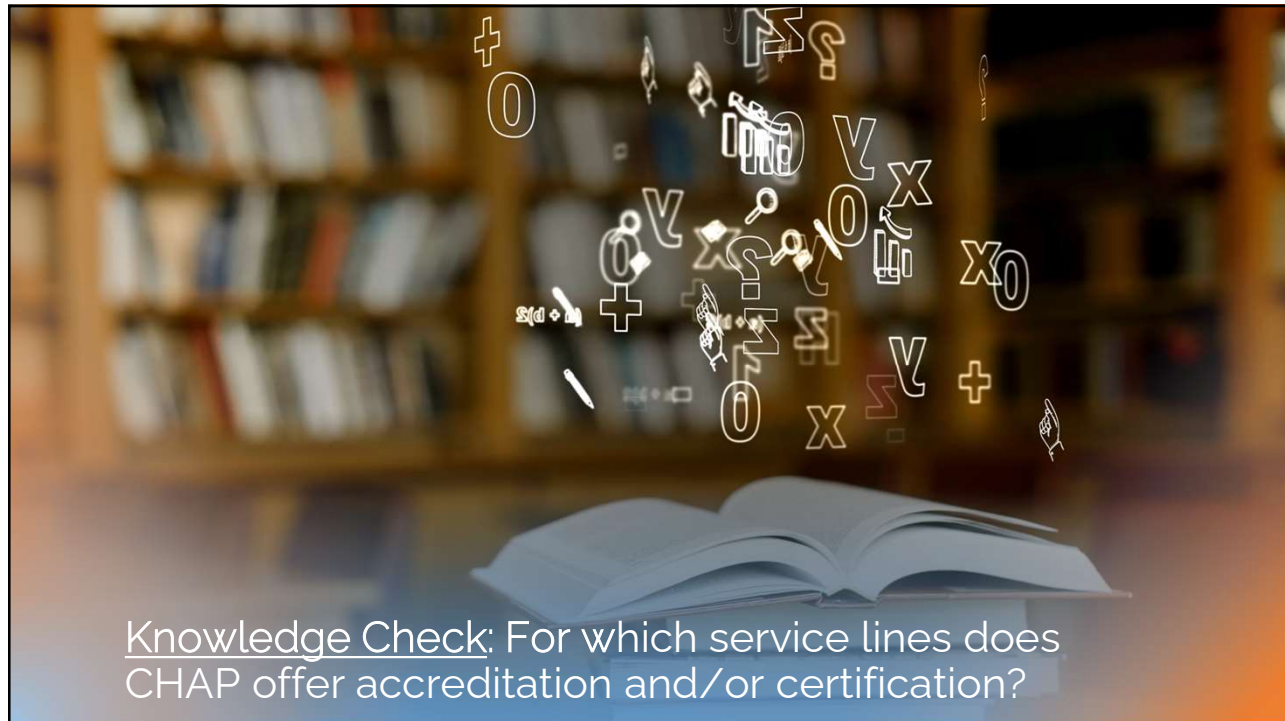 Knowledge Check: For which service lines does
CHAP offer accreditation and/or certification?